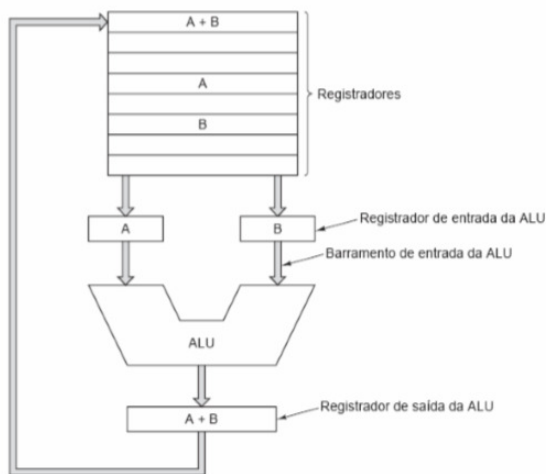 A + B
A
Registradores
B
A
B
Registrador de entrada da ALU
Barramento de entrada da ALU
ALU
A + B
Registrador de saída da ALU